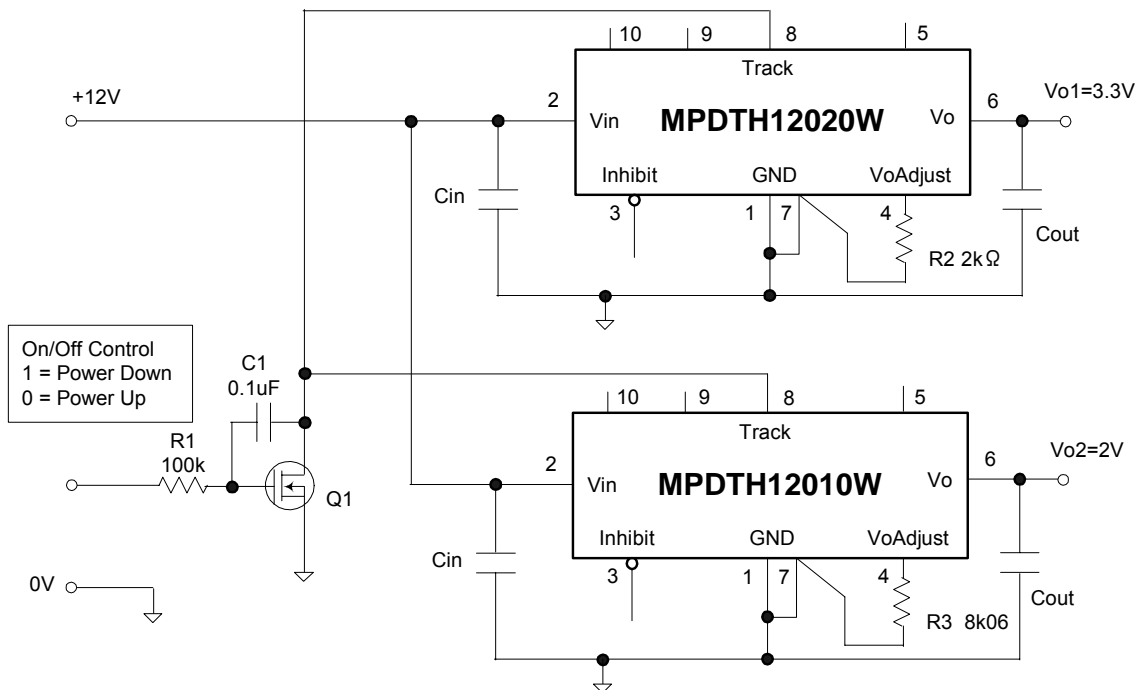 10 9 8 5
Track
+12V
2
Vin
MPDTH12020W
Vo
6
Vo1=3.3V
Inhibit
GND
VoAdjust
Cin
3
1
7
4
R2 2kΩ
Cout
On/Off Control
1 = Power Down
0 = Power Up
C1
0.1uF
R1
100k
Q1
0V
10 9 8 5
Track
2
Vin
MPDTH12010W
Vo
6
Vo2=2V
Inhibit
GND
VoAdjust
Cin
3
1
7
4
R3 8k06
Cout